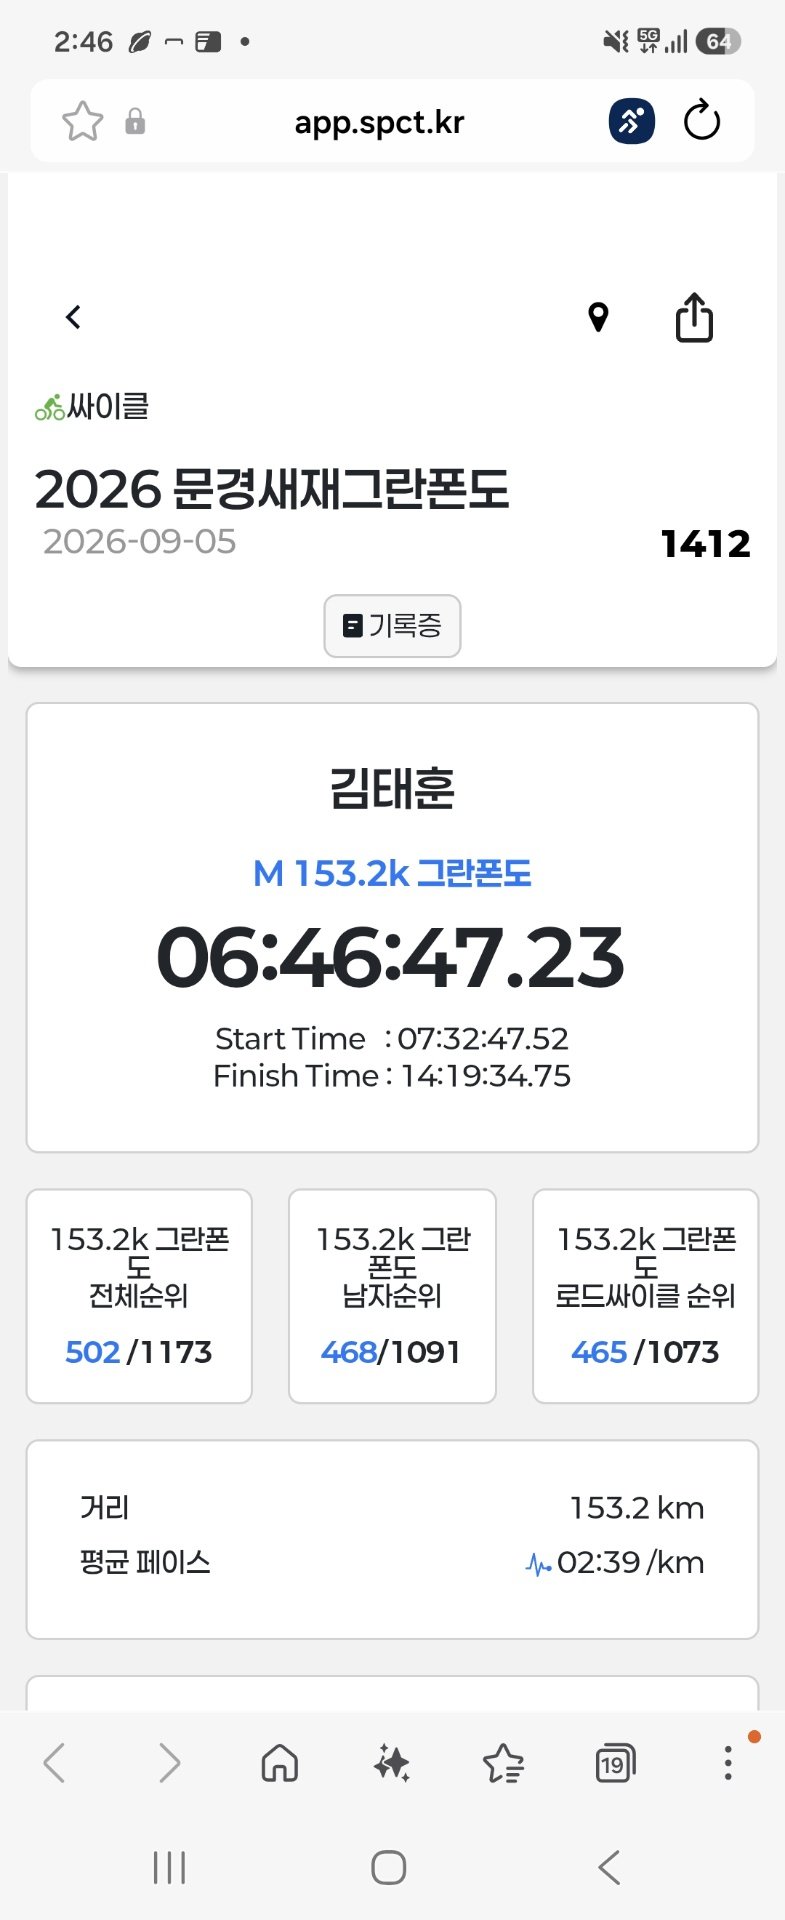 2:46
5G
64
app.spct.kr
싸이클
2026 문경새재그란폰도
2026-09-05
1412
기록증
김태훈
M 153.2k 그란폰도
06:46:47.23
Start Time : 07:32:47.52
Finish Time : 14:19:34.75
153.2k 그란폰
도
전체순위
502 /1173
153.2k 그란
폰도
남자순위
468/1091
153.2k 그란폰
도
로드싸이클 순위
465 /1073
거리 153.2 km
평균 페이스 02:39 /km
19